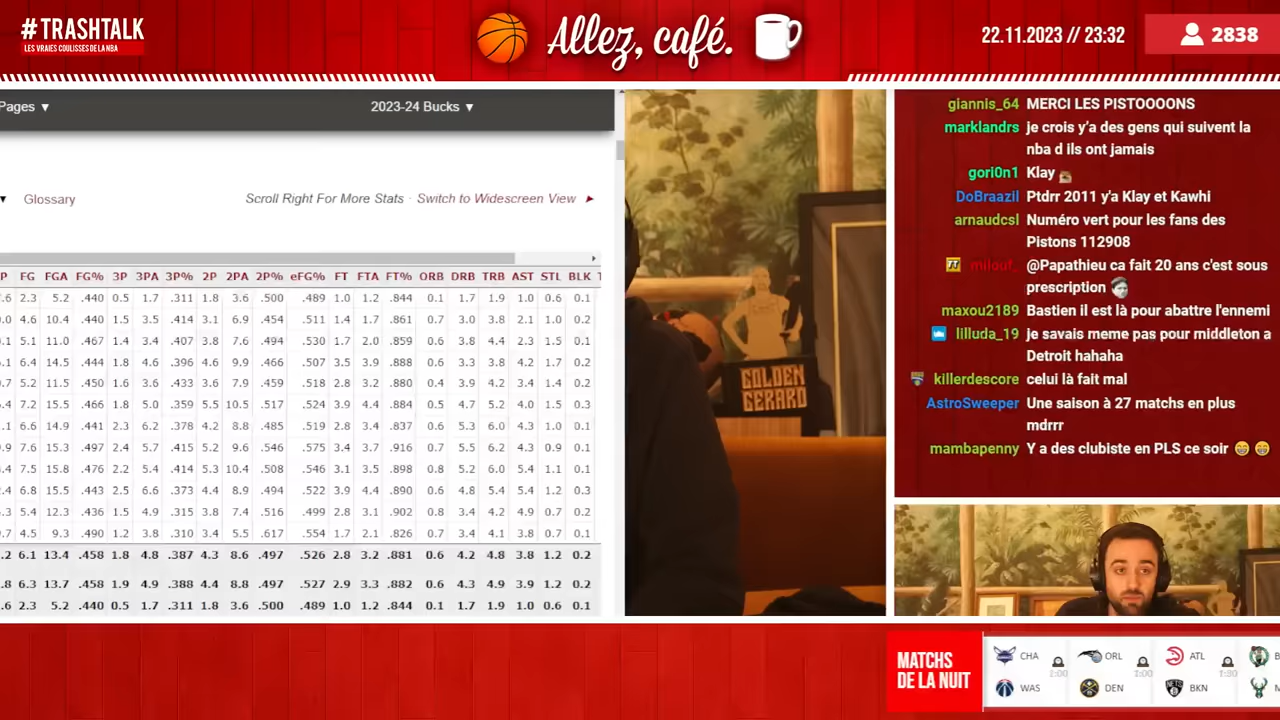 #TRASHTALK
LES VRAIES COULISSES DE LA NBA
Allez, café.
22.11.2023 // 23:32
2838
Pages ▼
2023-24 Bucks ▼
▼ Glossary
Scroll Right For More Stats · Switch to Widescreen View ►
P FG FGA FG% 3P 3PA 3P% 2P 2PA 2P% eFG% FT FTA FT% ORB DRB TRB AST STL BLK T
.6 2.3 5.2 .440 0.5 1.7 .311 1.8 3.6 .500 .489 1.0 1.2 .844 0.1 1.7 1.9 1.0 0.6 0.1
.0 4.6 10.4 .440 1.5 3.5 .414 3.1 6.9 .454 .511 1.4 1.7 .861 0.7 3.0 3.8 2.1 1.0 0.2
.1 5.1 11.0 .467 1.4 3.4 .407 3.8 7.6 .494 .530 1.7 2.0 .859 0.6 3.8 4.4 2.3 1.5 0.1
.1 6.4 14.5 .444 1.8 4.6 .396 4.6 9.9 .466 .507 3.5 3.9 .888 0.6 3.3 3.8 4.2 1.7 0.2
.7 5.2 11.5 .450 1.6 3.6 .433 3.6 7.9 .459 .518 2.8 3.2 .880 0.4 3.9 4.2 3.4 1.4 0.2
.4 7.2 15.5 .466 1.8 5.0 .359 5.5 10.5 .517 .524 3.9 4.4 .884 0.5 4.7 5.2 4.0 1.5 0.3
.1 6.6 14.9 .441 2.3 6.2 .378 4.2 8.8 .485 .519 2.8 3.4 .837 0.6 5.3 6.0 4.3 1.0 0.1
.9 7.6 15.3 .497 2.4 5.7 .415 5.2 9.6 .546 .575 3.4 3.7 .916 0.7 5.5 6.2 4.3 0.9 0.1
.4 7.5 15.8 .476 2.2 5.4 .414 5.3 10.4 .508 .546 3.1 3.5 .898 0.8 5.2 6.0 5.4 1.1 0.1
.4 6.8 15.5 .443 2.5 6.6 .373 4.4 8.9 .494 .522 3.9 4.4 .890 0.6 4.8 5.4 5.4 1.2 0.3
.3 5.4 12.3 .436 1.5 4.9 .315 3.8 7.4 .516 .499 2.8 3.1 .902 0.8 3.4 4.2 4.9 0.7 0.2
.7 4.5 9.3 .490 1.2 3.8 .310 3.4 5.5 .617 .554 1.7 2.1 .826 0.7 3.4 4.1 3.8 0.7 0.1
.2 6.1 13.4 .458 1.8 4.8 .387 4.3 8.6 .497 .526 2.8 3.2 .881 0.6 4.2 4.8 3.8 1.2 0.2
.8 6.3 13.7 .458 1.9 4.9 .388 4.4 8.8 .497 .527 2.9 3.3 .882 0.6 4.3 4.9 3.9 1.2 0.2
.6 2.3 5.2 .440 0.5 1.7 .311 1.8 3.6 .500 .489 1.0 1.2 .844 0.1 1.7 1.9 1.0 0.6 0.1
GOLDEN
GERARD
giannis_64 MERCI LES PISTOOOONS
marklandrs je crois y'a des gens qui suivent la
nba d ils ont jamais
gori0n1 Klay
DoBraazil Ptdrr 2011 y'a Klay et Kawhi
arnaudcsl Numéro vert pour les fans des
Pistons 112908
milouf_ @Papathieu ca fait 20 ans c'est sous
prescription
maxou2189 Bastien il est là pour abattre l'ennemi
lilluda_19 je savais meme pas pour middleton a
Detroit hahaha
killerdescore celui là fait mal
AstroSweeper Une saison à 27 matchs en plus
mdrrr
mambapenny Y a des clubiste en PLS ce soir 😁 😁
MATCHS
DE LA NUIT
CHA 1:00 ORL 1:00 ATL 1:30 B
WAS DEN BKN M